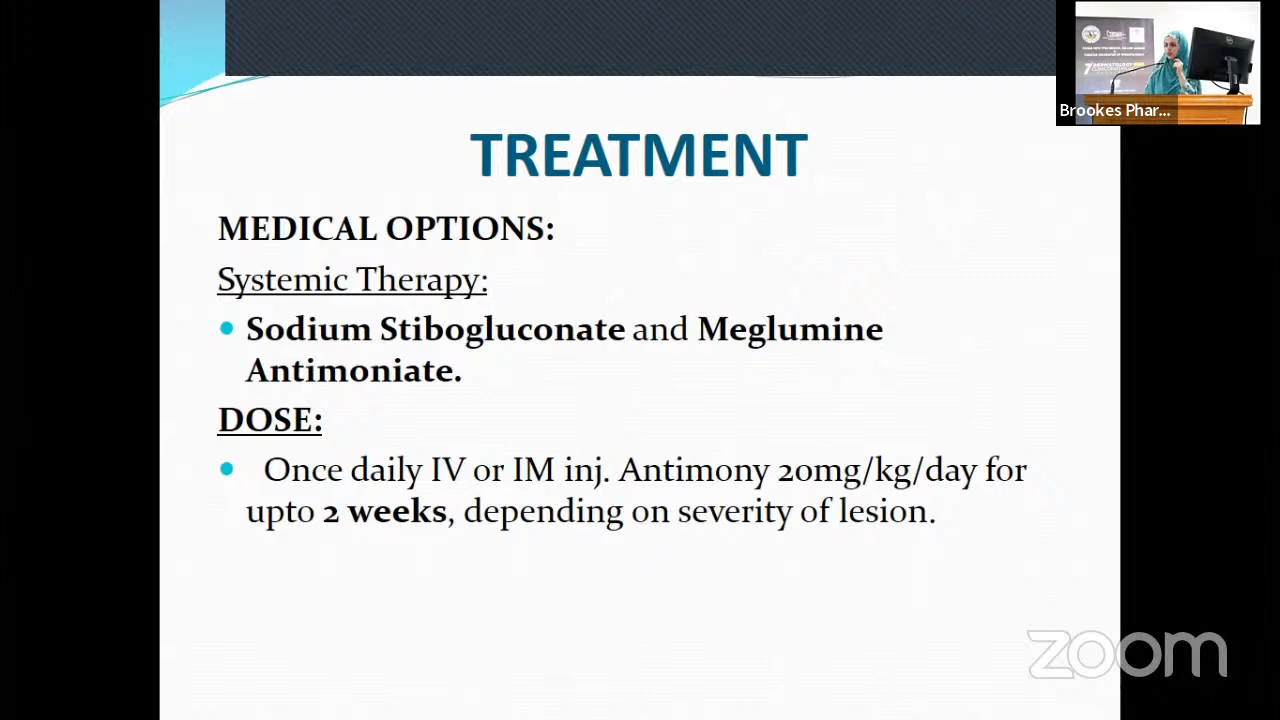 TREATMENT
MEDICAL OPTIONS:
Systemic Therapy:
Sodium Stibogluconate and Meglumine
Antimoniate.
DOSE:
Once daily IV or IM inj. Antimony 20mg/kg/day for
upto 2 weeks, depending on severity of lesion.
Brookes Phar...
zoom